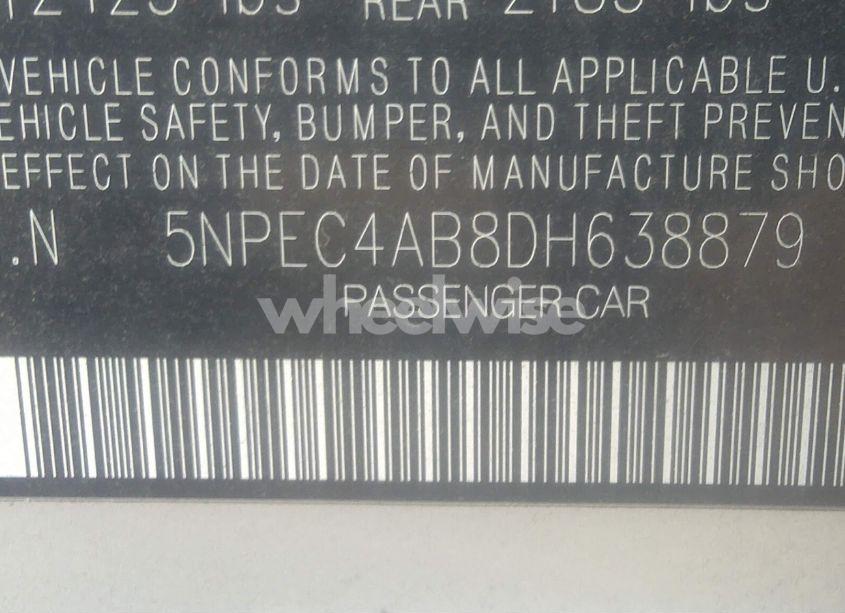 REAR
VEHICLE CONFORMS TO ALL APPLICABLE U.
EHICLE SAFETY, BUMPER, AND THEFT PREVEN
EFFECT ON THE DATE OF MANUFACTURE SHO
.N 5NPEC4AB8DH638879
PASSENGER CAR
wheelwise